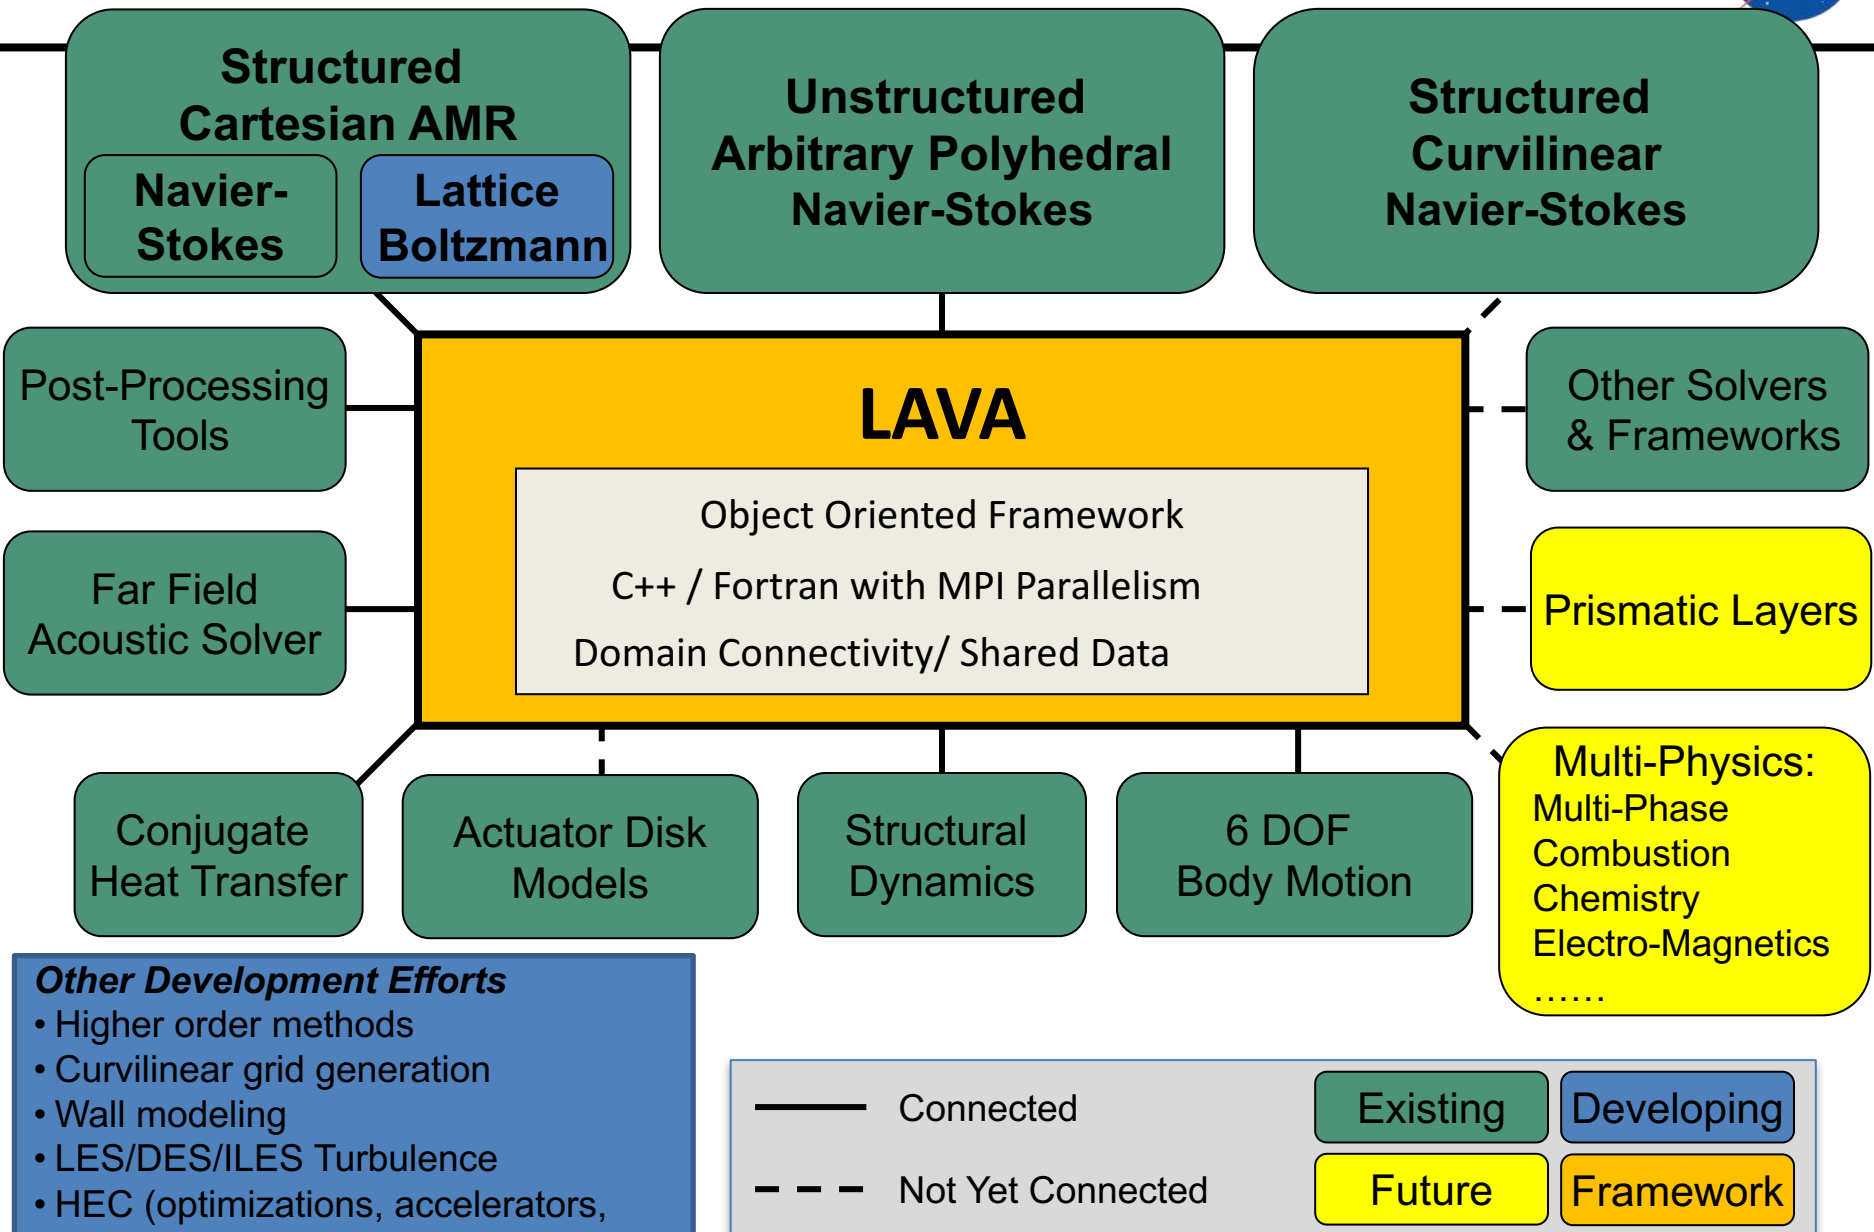 Structured
Cartesian AMR
Navier-
Stokes
Lattice
Boltzmann
Unstructured
Arbitrary Polyhedral
Navier-Stokes
Structured
Curvilinear
Navier-Stokes
Post-Processing
Tools
Far Field
Acoustic Solver
LAVA
Object Oriented Framework
C++ / Fortran with MPI Parallelism
Domain Connectivity/ Shared Data
Other Solvers
& Frameworks
Prismatic Layers
Conjugate
Heat Transfer
Actuator Disk
Models
Structural
Dynamics
6 DOF
Body Motion
Multi-Physics:
Multi-Phase
Combustion
Chemistry
Electro-Magnetics
......
Other Development Efforts
• Higher order methods
• Curvilinear grid generation
• Wall modeling
• LES/DES/ILES Turbulence
• HEC (optimizations, accelerators,
Connected
Not Yet Connected
Existing
Developing
Future
Framework